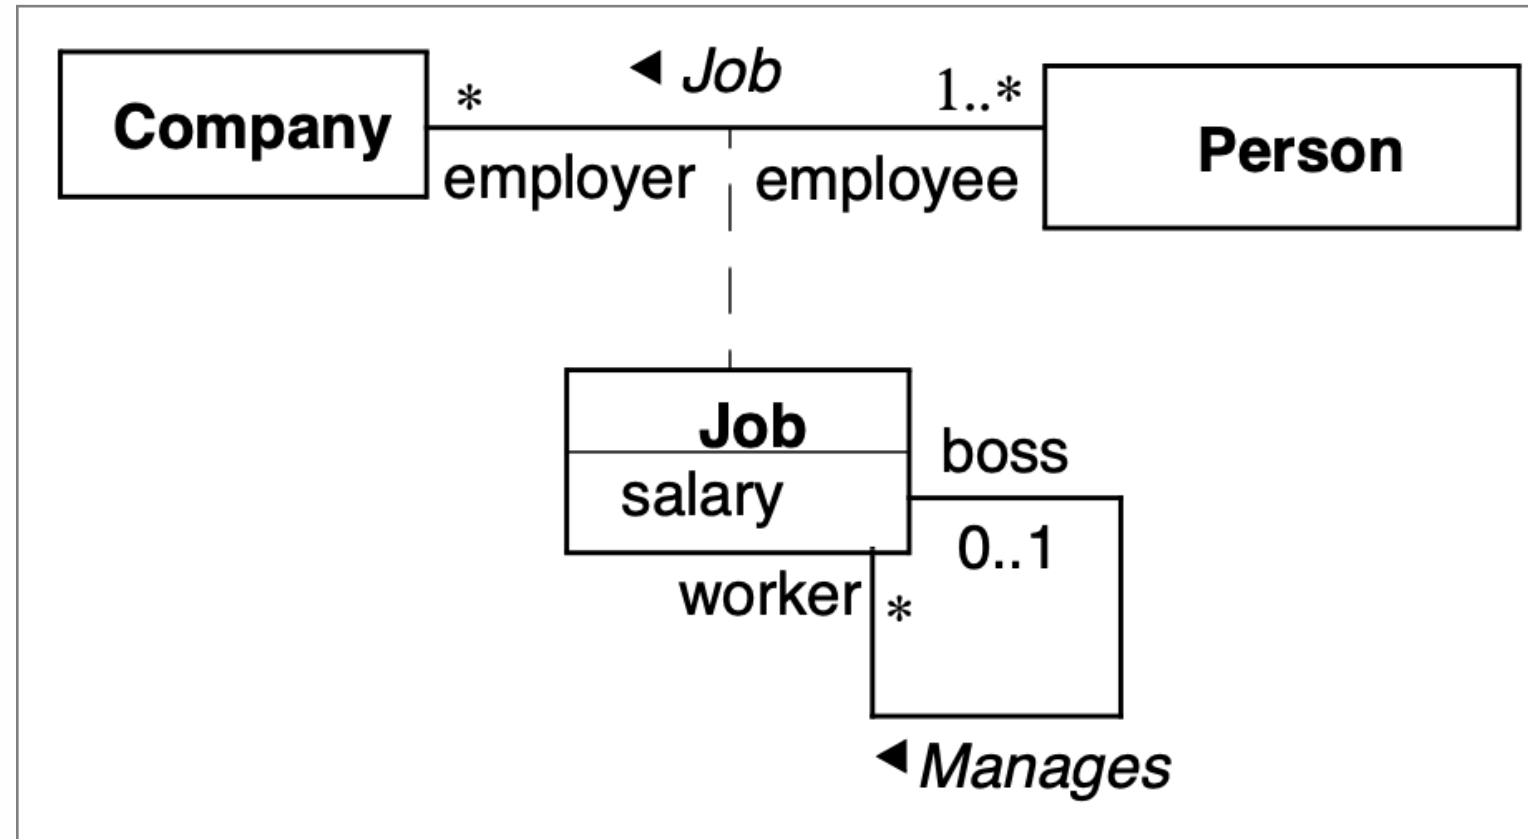 ◄ Job
* 1..*
Company
Person
employer employee
Job
boss
salary
0..1
worker *
◄ Manages